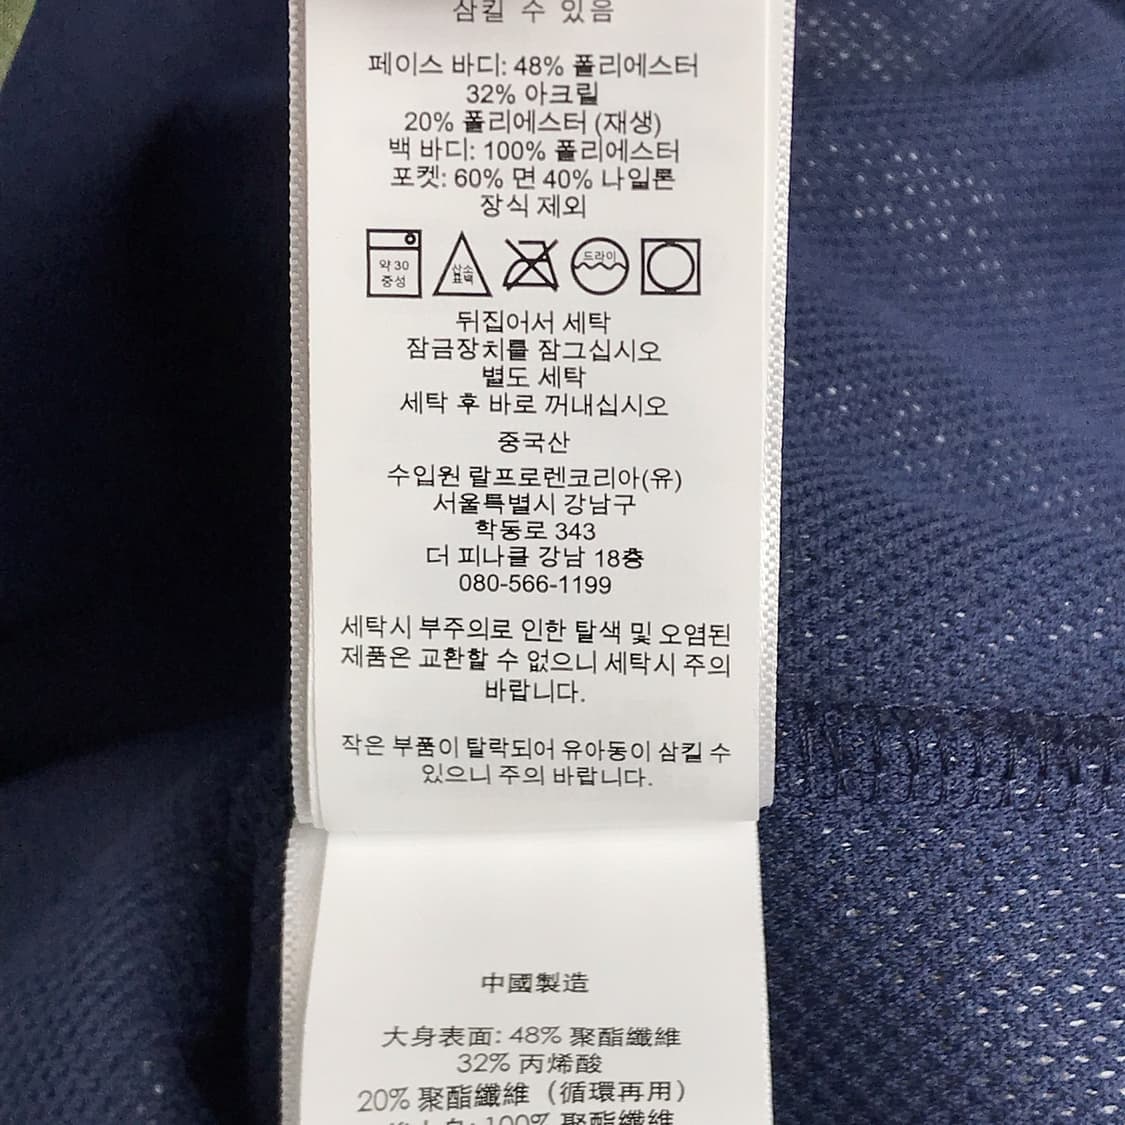 삼킬 수 있음
페이스 바디: 48% 폴리에스터
32% 아크릴
20% 폴리에스터 (재생)
백 바디: 100% 폴리에스터
포켓: 60% 면 40% 나일론
장식 제외
약 30
중성
산소
표백
드라이
뒤집어서 세탁
잠금장치를 잠그십시오
별도 세탁
세탁 후 바로 꺼내십시오
중국산
수입원 랄프로렌코리아(유)
서울특별시 강남구
학동로 343
더 피나클 강남 18층
080-566-1199
세탁시 부주의로 인한 탈색 및 오염된
제품은 교환할 수 없으니 세탁시 주의
바랍니다.
작은 부품이 탈락되어 유아동이 삼킬 수
있으니 주의 바랍니다.
中國製造
大身表面: 48% 聚酯纖維
32% 丙烯酸
20% 聚酯纖維（循環再用）
100% 聚酯纖維